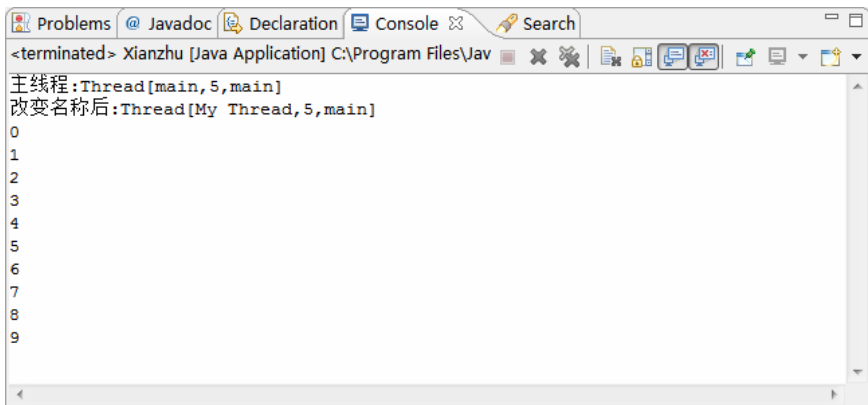 Problems @ Javadoc Declaration Console Search
<terminated> Xianzhu [Java Application] C:\Program Files\Jav
主线程:Thread[main,5,main]
改变名称后:Thread[My Thread,5,main]
0
1
2
3
4
5
6
7
8
9